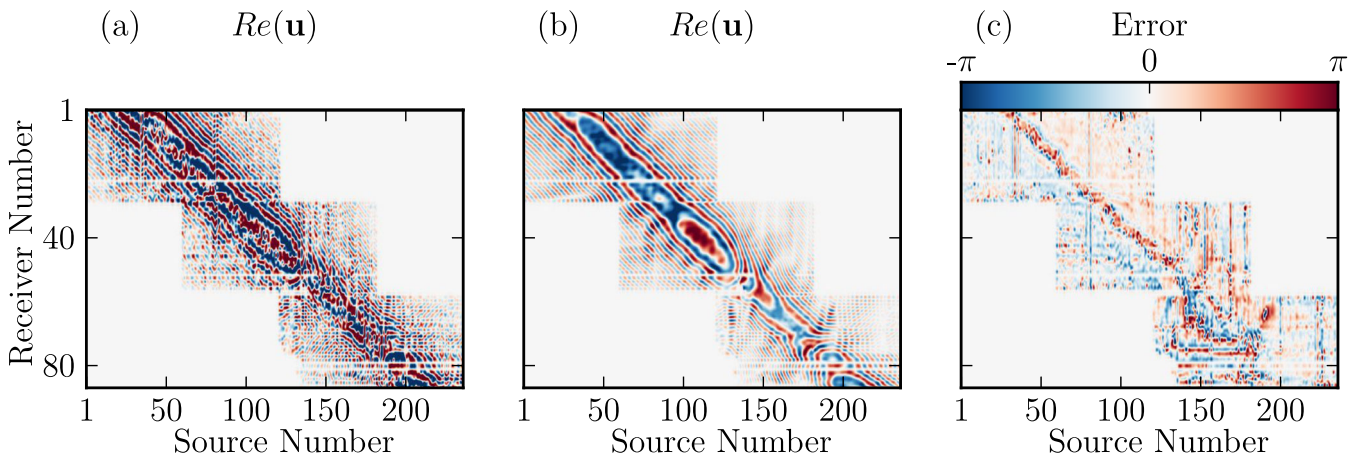 (a) Re(u)
(b) Re(u)
(c) Error
-π 0 π
Receiver Number
1
40
80
1 50 100 150 200
Source Number
1 50 100 150 200
Source Number
1 50 100 150 200
Source Number